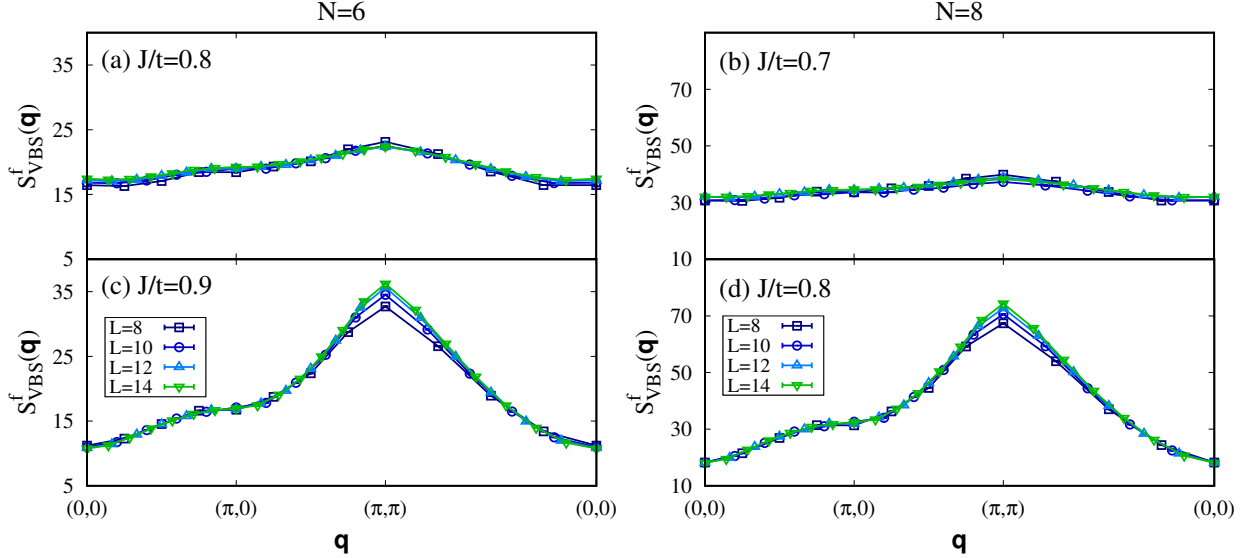 N=6
N=8
(a) J/t=0.8
(b) J/t=0.7
S^f_VBS(q)
35
25
15
5
S^f_VBS(q)
70
50
30
10
(c) J/t=0.9
(d) J/t=0.8
L=8
L=10
L=12
L=14
L=8
L=10
L=12
L=14
S^f_VBS(q)
35
25
15
5
S^f_VBS(q)
70
50
30
10
(0,0) (π,0) (π,π) (0,0)
(0,0) (π,0) (π,π) (0,0)
q
q